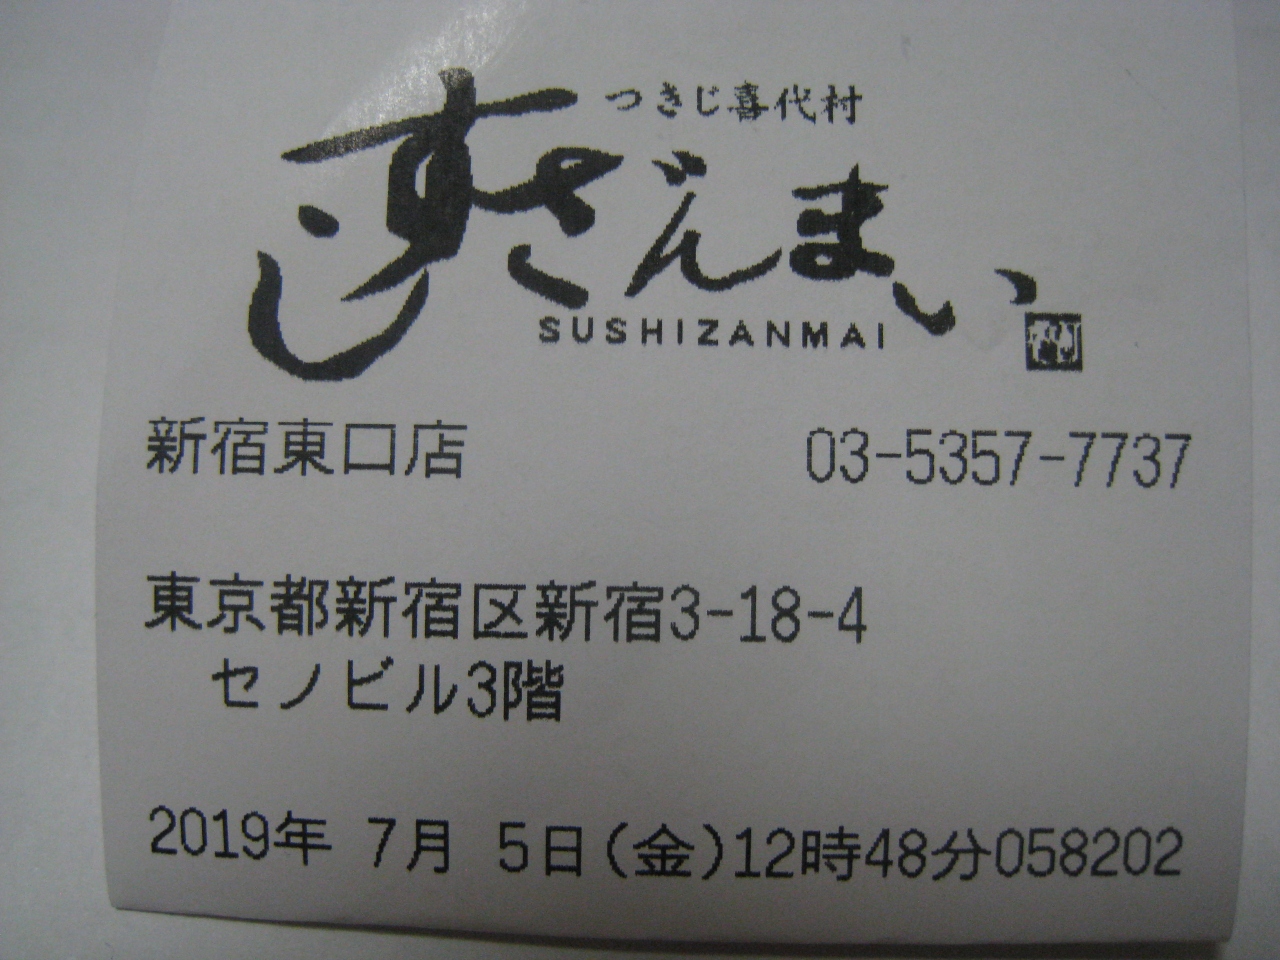 つきじ喜代村
すしざんまい
SUSHIZANMAI
新宿東口店 03-5357-7737
東京都新宿区新宿3-18-4
セノビル3階
2019年 7月 5日(金)12時48分058202